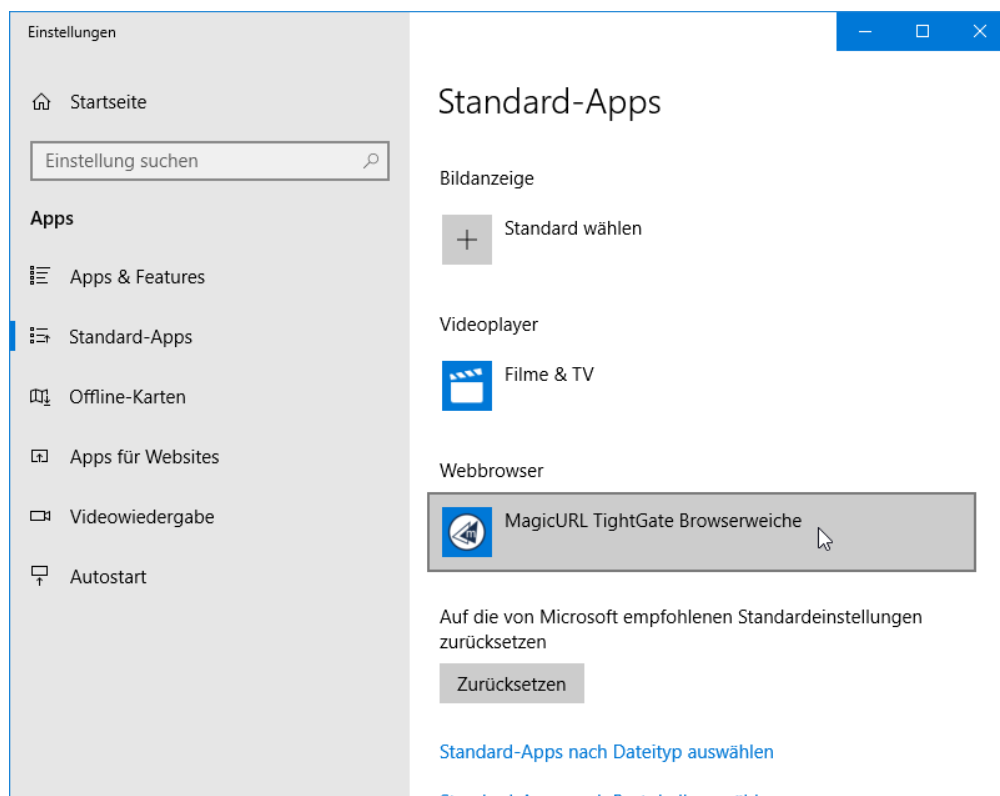 Einstellungen
Startseite
Einstellung suchen
Apps
Apps & Features
Standard-Apps
Offline-Karten
Apps für Websites
Videowiedergabe
Autostart
Standard-Apps
Bildanzeige
Standard wählen
Videoplayer
Filme & TV
Webbrowser
m
MagicURL TightGate Browserweiche
Auf die von Microsoft empfohlenen Standardeinstellungen
zurücksetzen
Zurücksetzen
Standard-Apps nach Dateityp auswählen